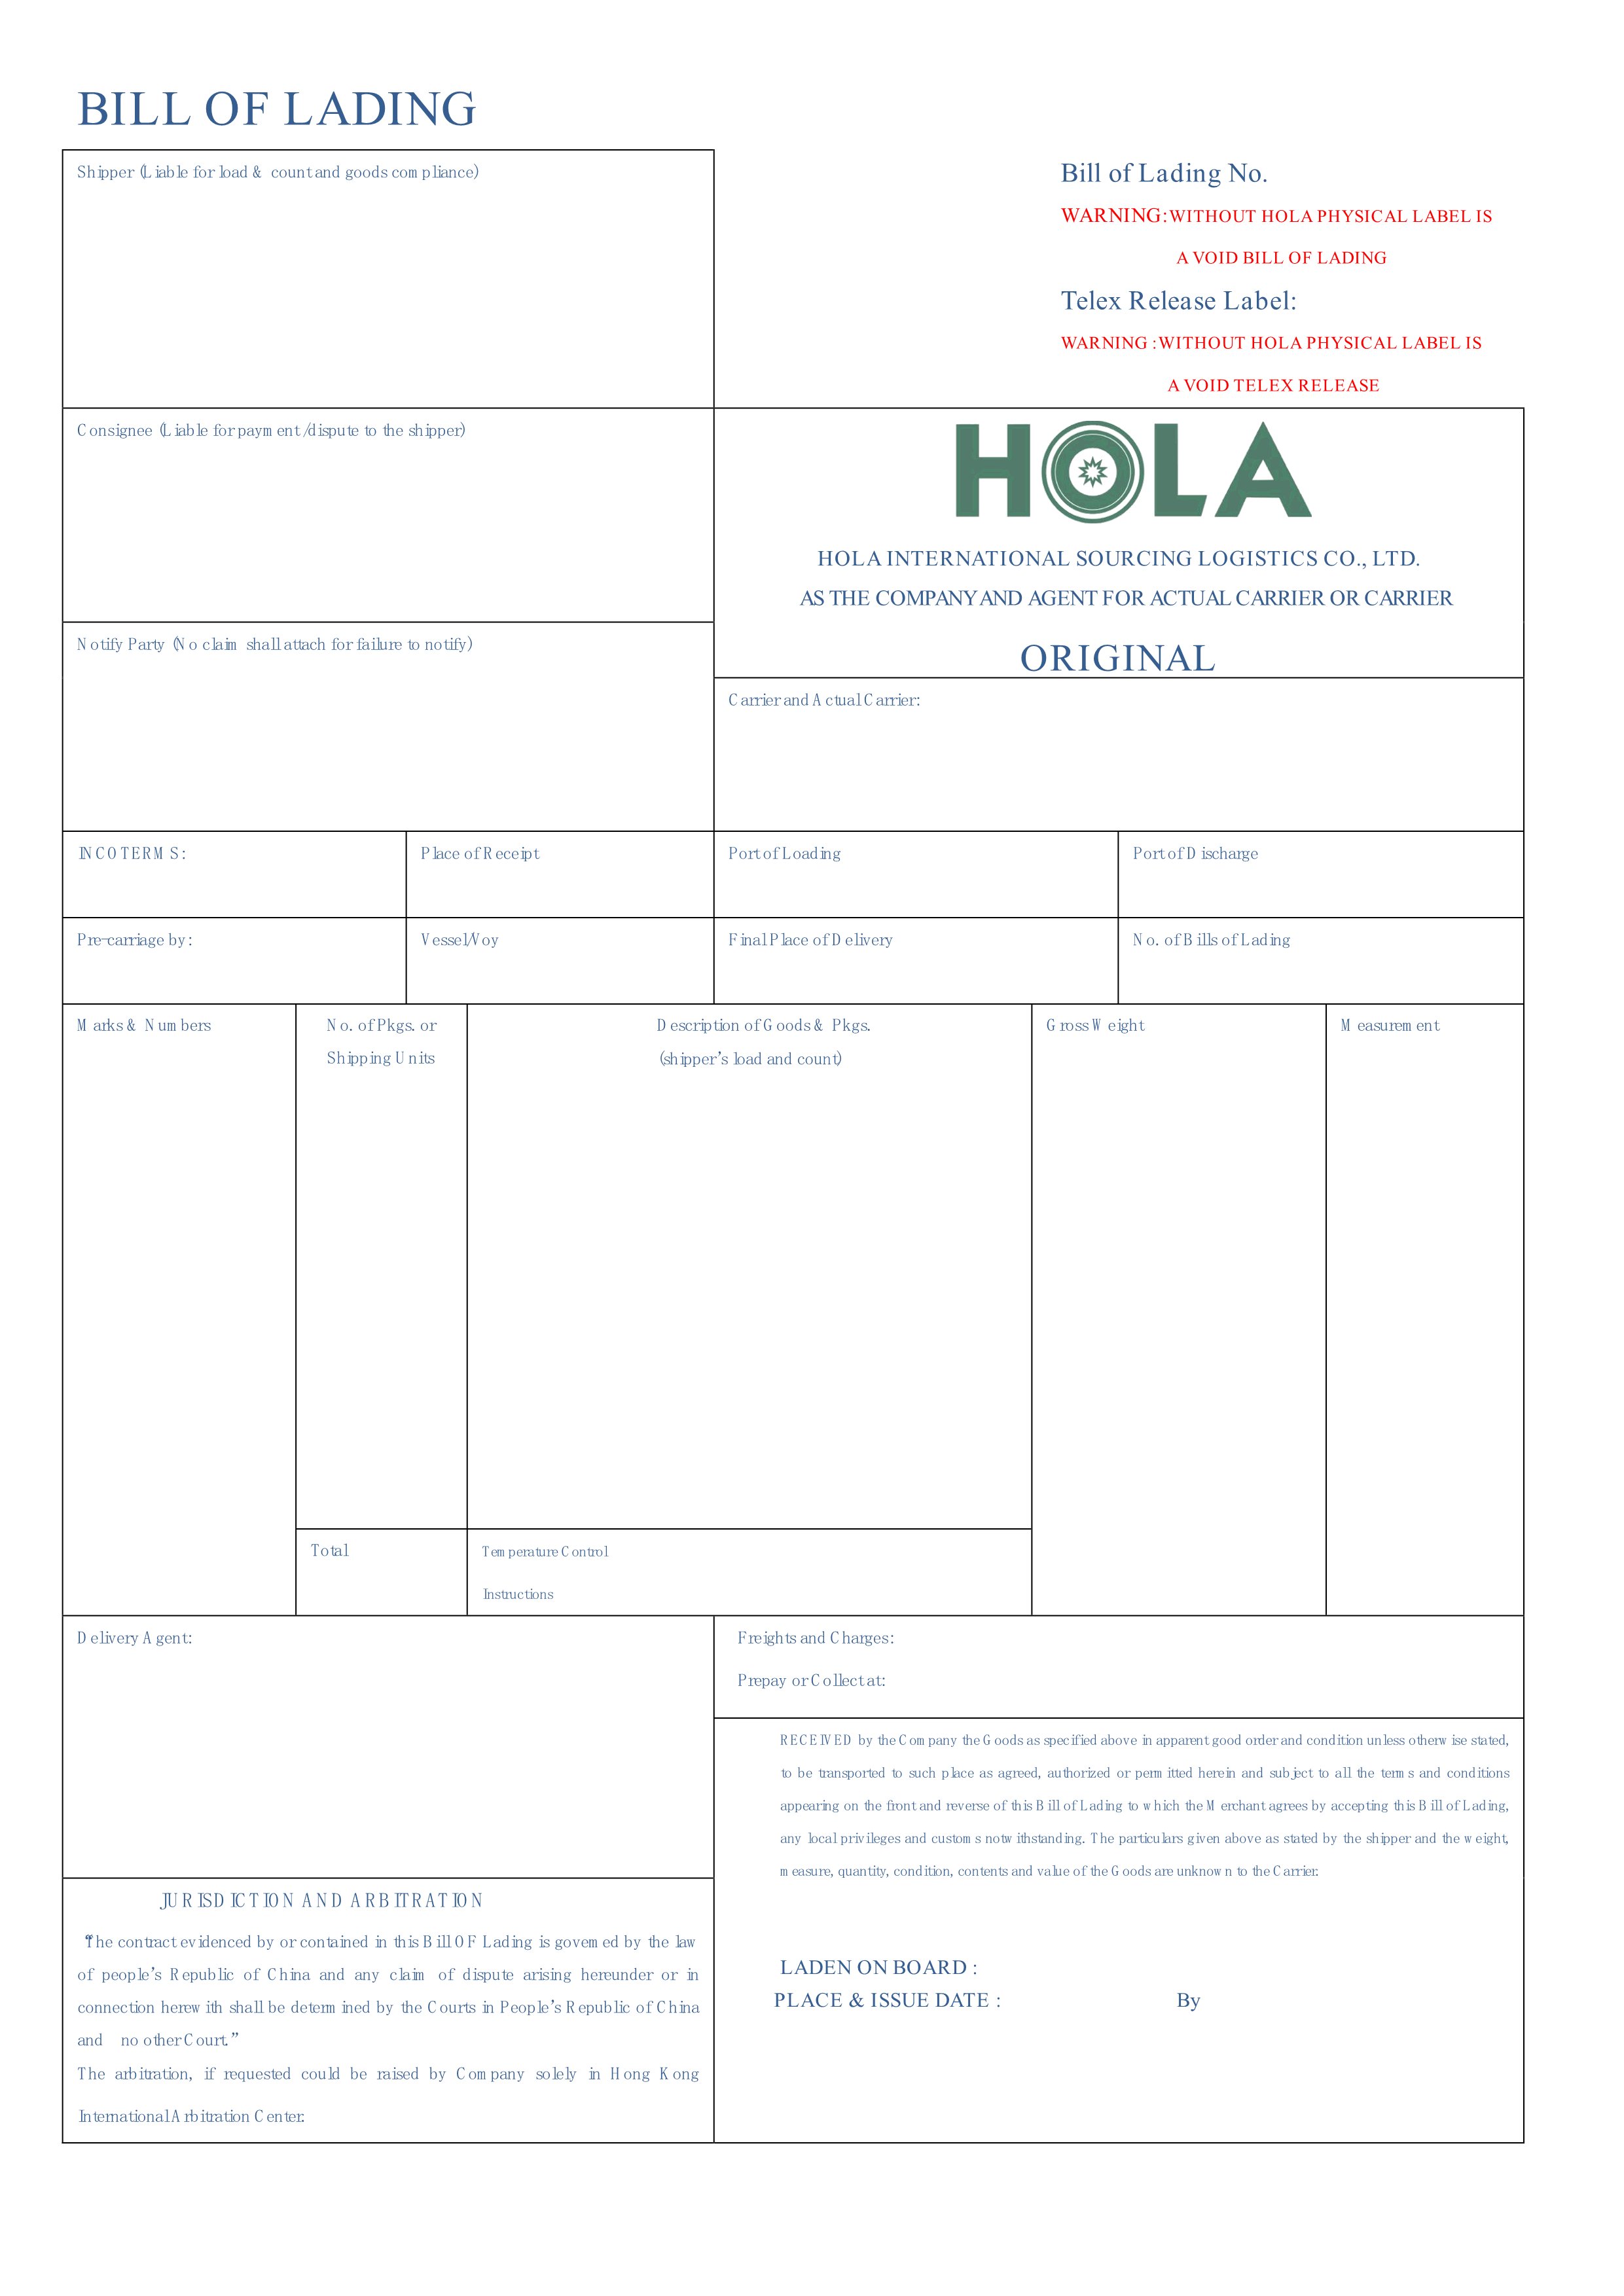 BILL OF LADING
Shipper (Liable for load & count and goods compliance)
Bill of Lading No.
WARNING: WITHOUT HOLA PHYSICAL LABEL IS
A VOID BILL OF LADING
Telex Release Label:
WARNING : WITHOUT HOLA PHYSICAL LABEL IS
A VOID TELEX RELEASE
Consignee (Liable for payment /dispute to the shipper)
HOLA
HOLA INTERNATIONAL SOURCING LOGISTICS CO., LTD.
AS THE COMPANY AND AGENT FOR ACTUAL CARRIER OR CARRIER
ORIGINAL
Notify Party (No claim shall attach for failure to notify)
Carrier and Actual Carrier:
INCOTERMS:
Place of Receipt
Port of Loading
Port of Discharge
Pre-carriage by:
Vessel/Voy
Final Place of Delivery
No. of Bills of Lading
Marks & Numbers
No. of Pkgs. or
Shipping Units
Description of Goods & Pkgs.
(shipper's load and count)
Gross Weight
Measurement
Total
Temperature Control
Instructions
Delivery Agent:
Freights and Charges:
Prepay or Collect at:
RECEIVED by the Company the Goods as specified above in apparent good order and condition unless otherwise stated,
to be transported to such place as agreed, authorized or permitted herein and subject to all the terms and conditions
appearing on the front and reverse of this Bill of Lading to which the Merchant agrees by accepting this Bill of Lading,
any local privileges and customs notwithstanding. The particulars given above as stated by the shipper and the weight,
measure, quantity, condition, contents and value of the Goods are unknown to the Carrier.
JURISDICTION AND ARBITRATION
"The contract evidenced by or contained in this Bill OF Lading is governed by the law
of people's Republic of China and any claim of dispute arising hereunder or in
connection herewith shall be determined by the Courts in People's Republic of China
and no other Court."
The arbitration, if requested could be raised by Company solely in Hong Kong
International Arbitration Center.
LADEN ON BOARD :
PLACE & ISSUE DATE :
By